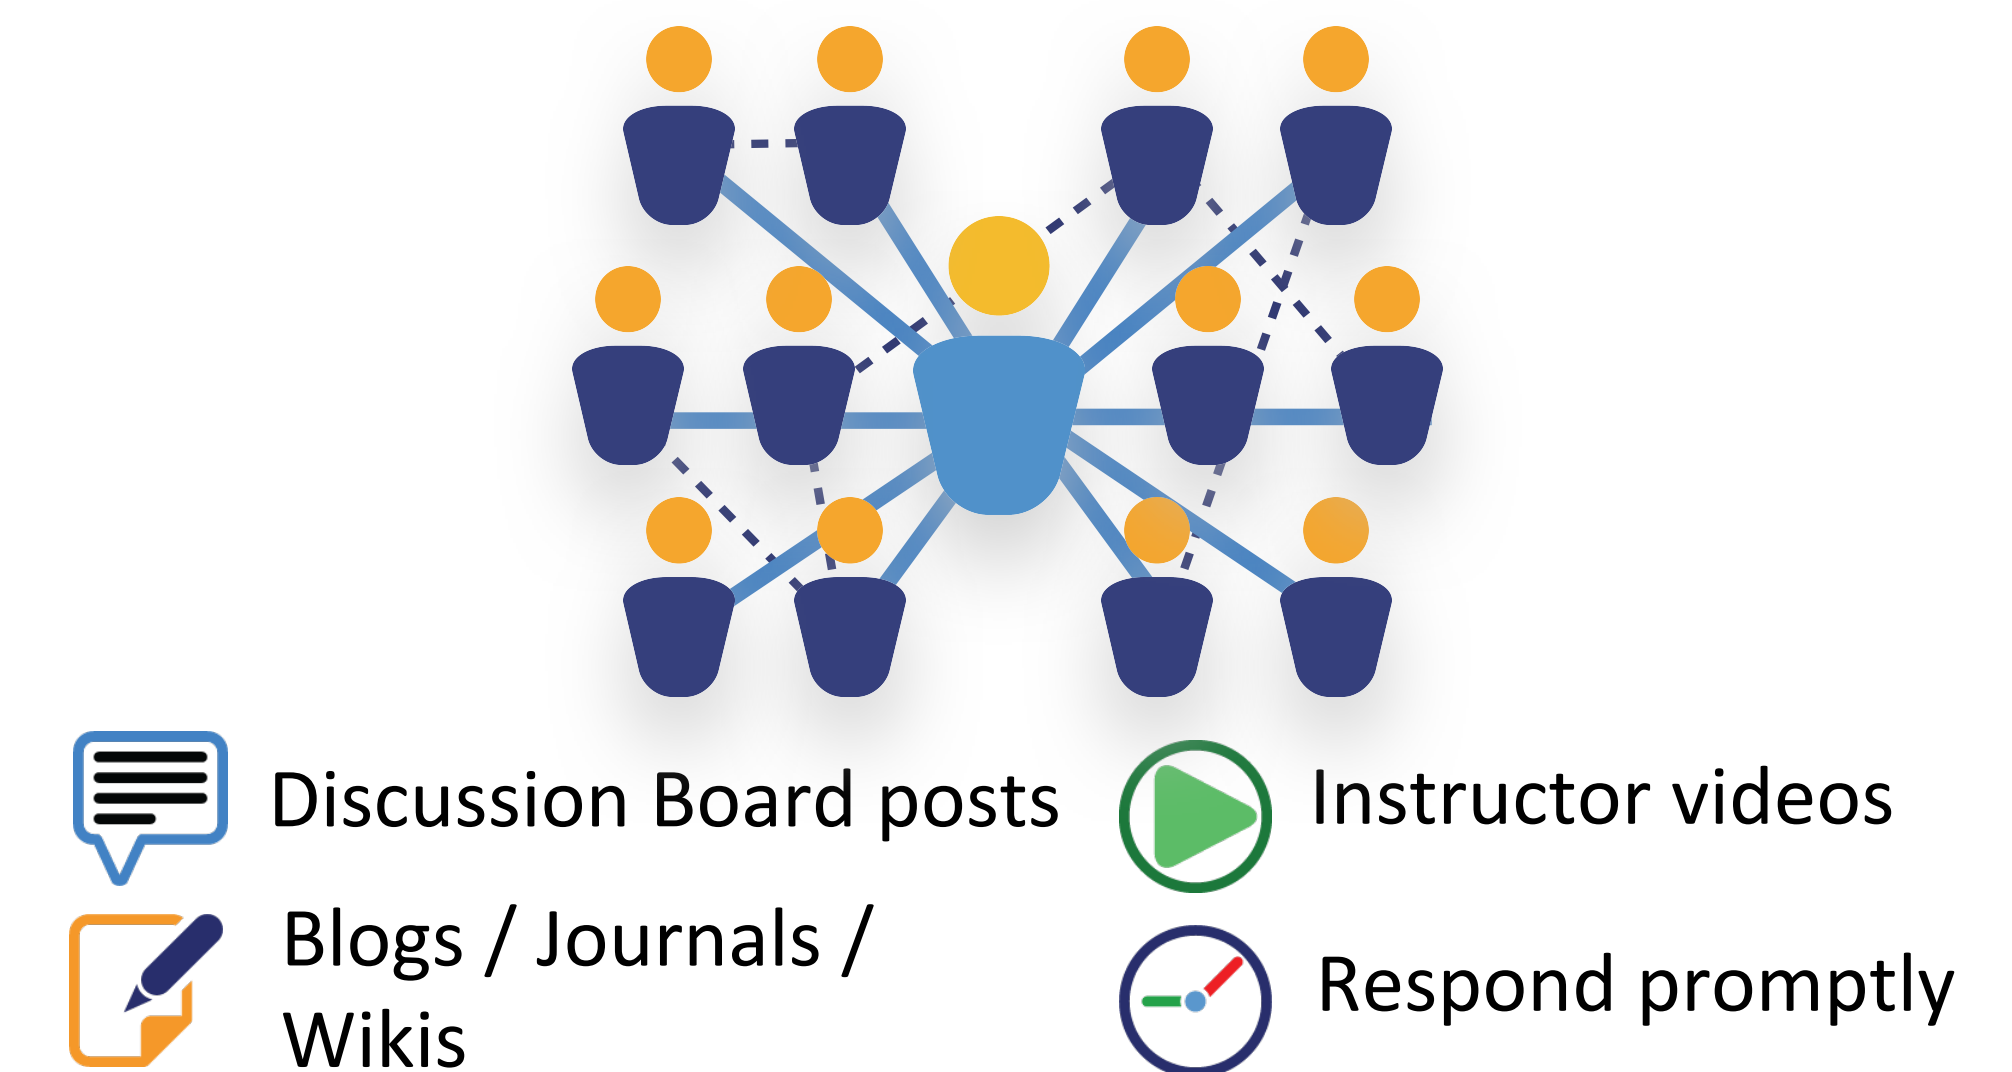 Discussion Board posts
Blogs / Journals /
Wikis
Instructor videos
Respond promptly